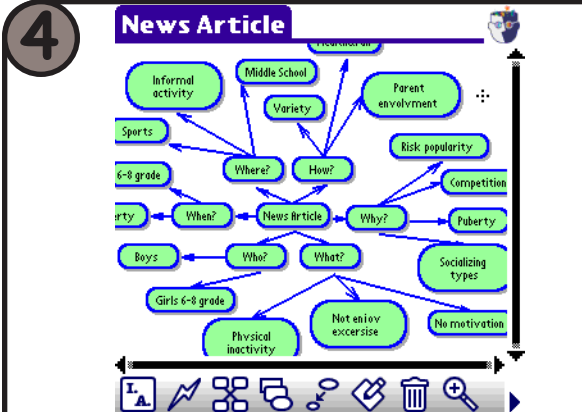 4
News Article
Middle School
Informal
activity
Parent
envolvment
Variety
Sports
Risk popularity
Where?
How?
6-8 grade
Competition
When?
News Article
Why?
Puberty
Boys
Who?
What?
Socializing
types
Girls 6-8 grade
Not enjoy
excersise
No motivation
Physical
inactivity
I.
A.